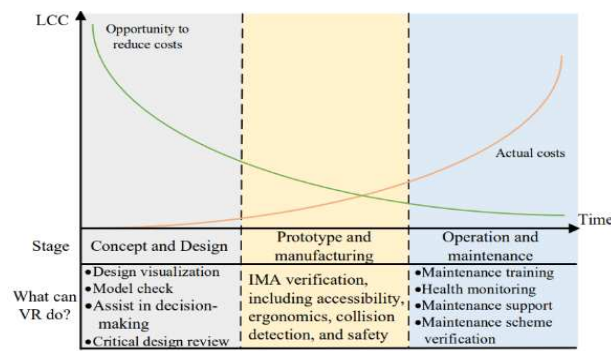 LCC
Opportunity to
reduce costs
Actual costs
Time
Stage
Concept and Design
Prototype and
manufacturing
Operation and
maintenance
What can
VR do?
●Design visualization
●Model check
●Assist in decision-
making
●Critical design review
IMA verification,
including accessibility,
ergonomics, collision
detection, and safety
●Maintenance training
●Health monitoring
●Maintenance support
●Maintenance scheme
verification